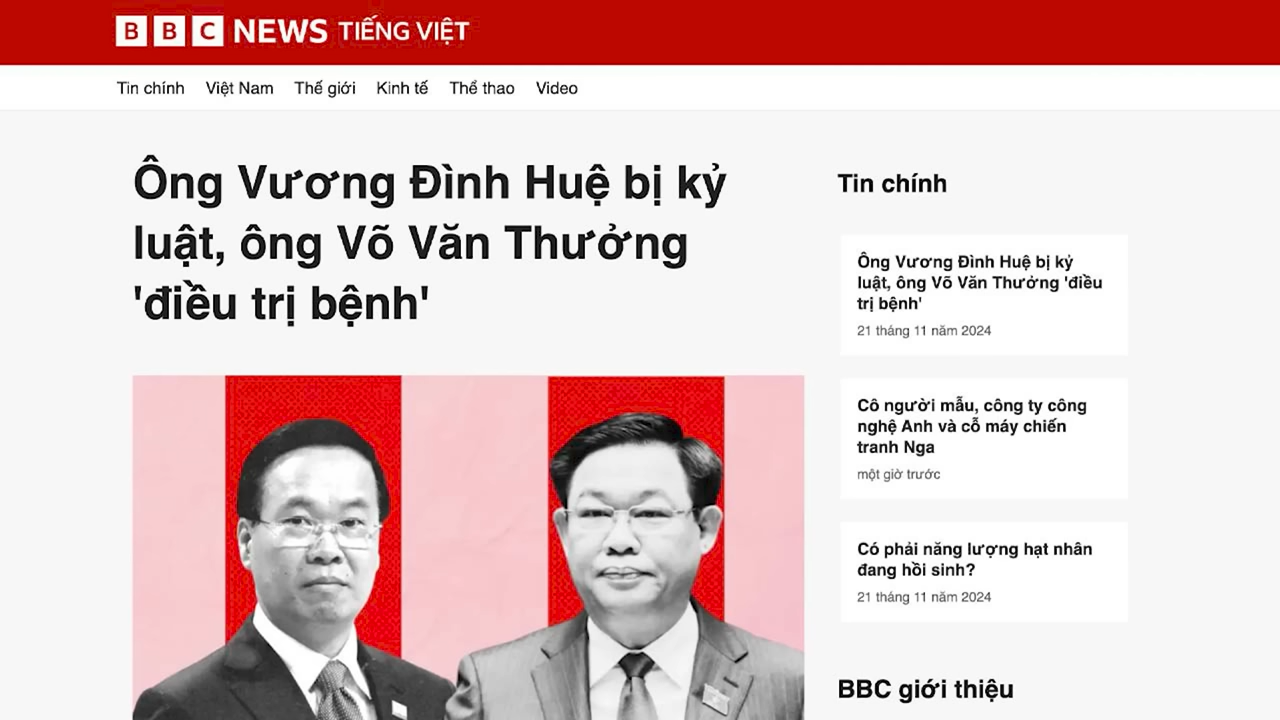 BBC NEWS TIẾNG VIỆT
Tin chính Việt Nam Thế giới Kinh tế Thể thao Video
Ông Vương Đình Huệ bị kỷ
luật, ông Võ Văn Thưởng
'điều trị bệnh'
Tin chính
Ông Vương Đình Huệ bị kỷ
luật, ông Võ Văn Thưởng 'điều
trị bệnh'
21 tháng 11 năm 2024
Cô người mẫu, công ty công
nghệ Anh và cỗ máy chiến
tranh Nga
một giờ trước
Có phải năng lượng hạt nhân
đang hồi sinh?
21 tháng 11 năm 2024
BBC giới thiệu